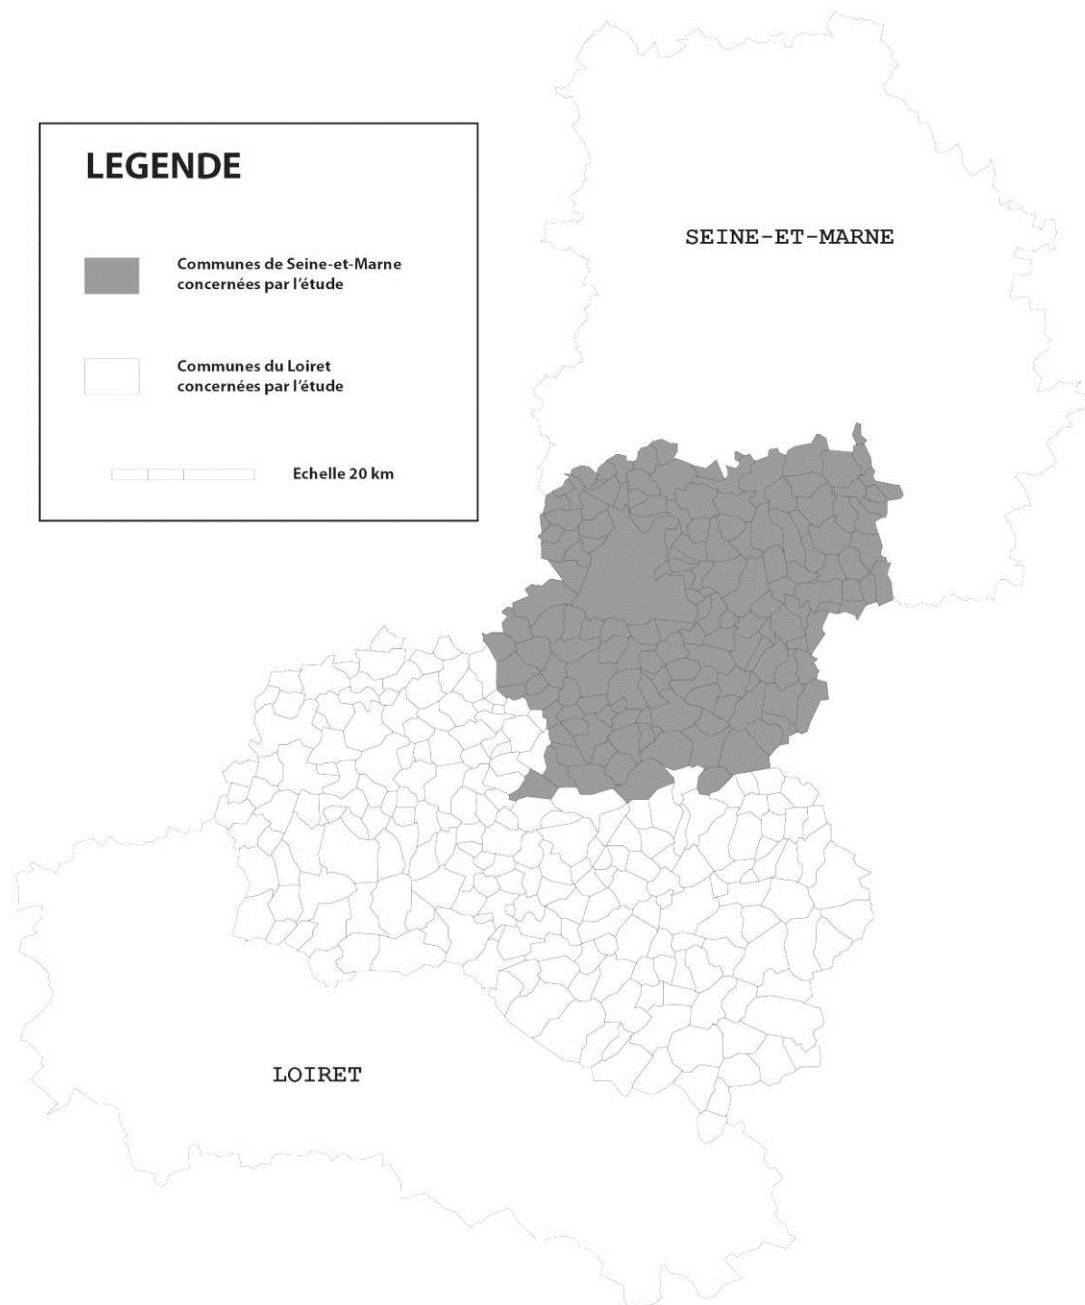 LEGENDE
Communes de Seine-et-Marne
concernées par l'étude
Communes du Loiret
concernées par l'étude
Echelle 20 km
SEINE-ET-MARNE
LOIRET